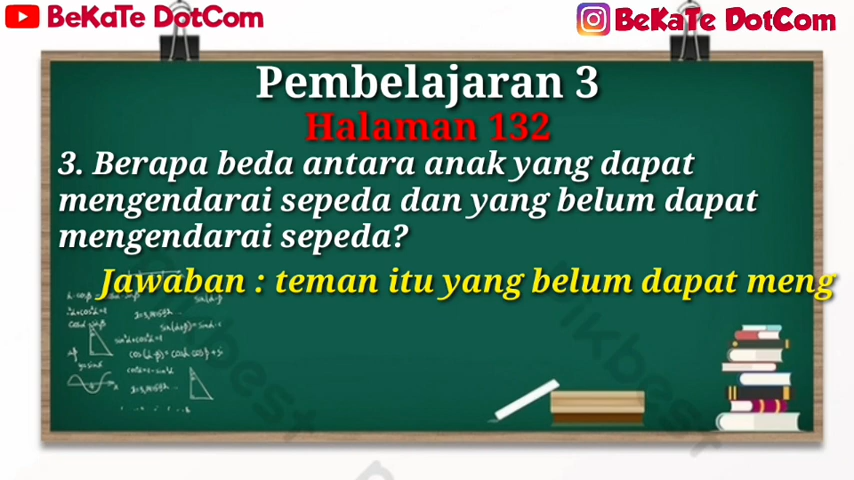 BeKaTe DotCom
BeKaTe DotCom
Pembelajaran 3
Halaman 132
3. Berapa beda antara anak yang dapat
mengendarai sepeda dan yang belum dapat
mengendarai sepeda?
Jawaban : teman itu yang belum dapat meng